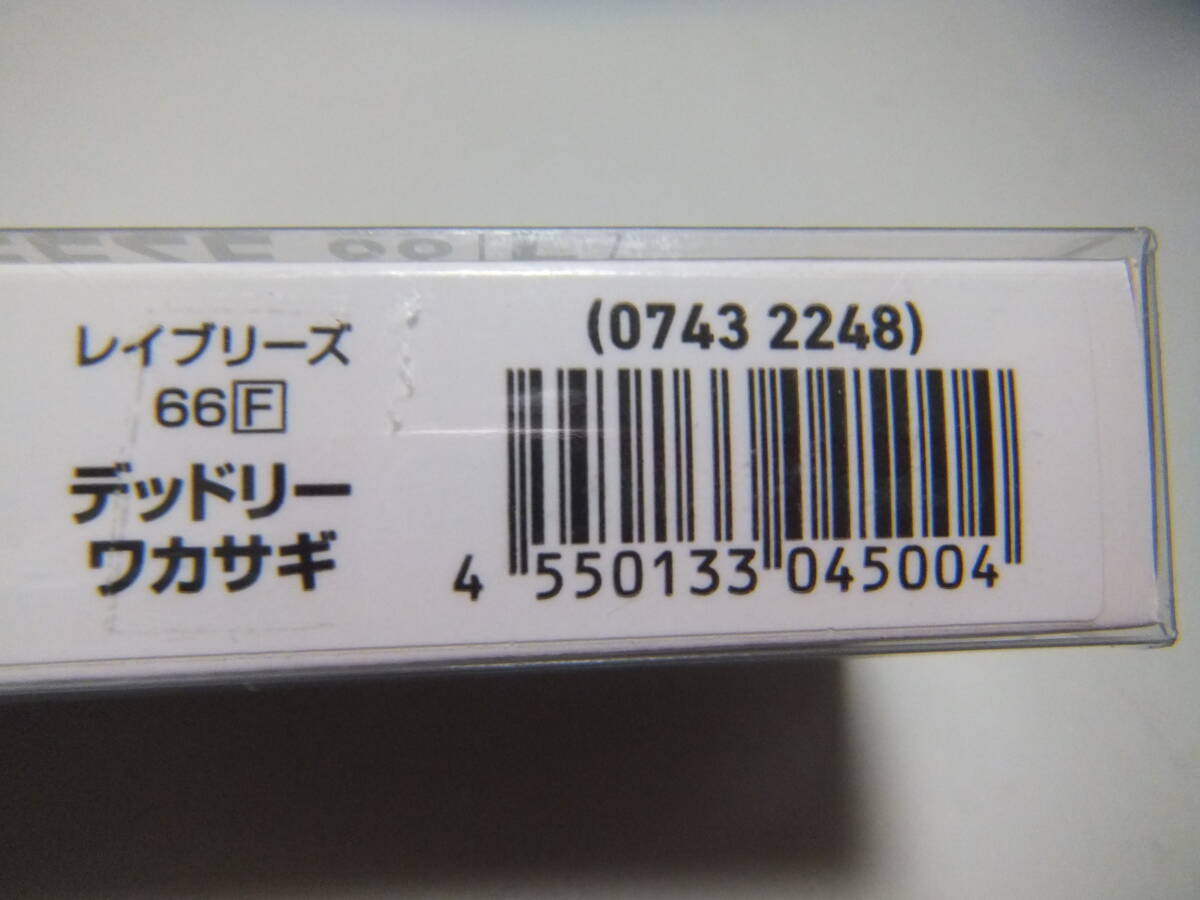 レイブリーズ
66F
デッドリー
ワカサギ
(0743 2248)
4 550133 045004